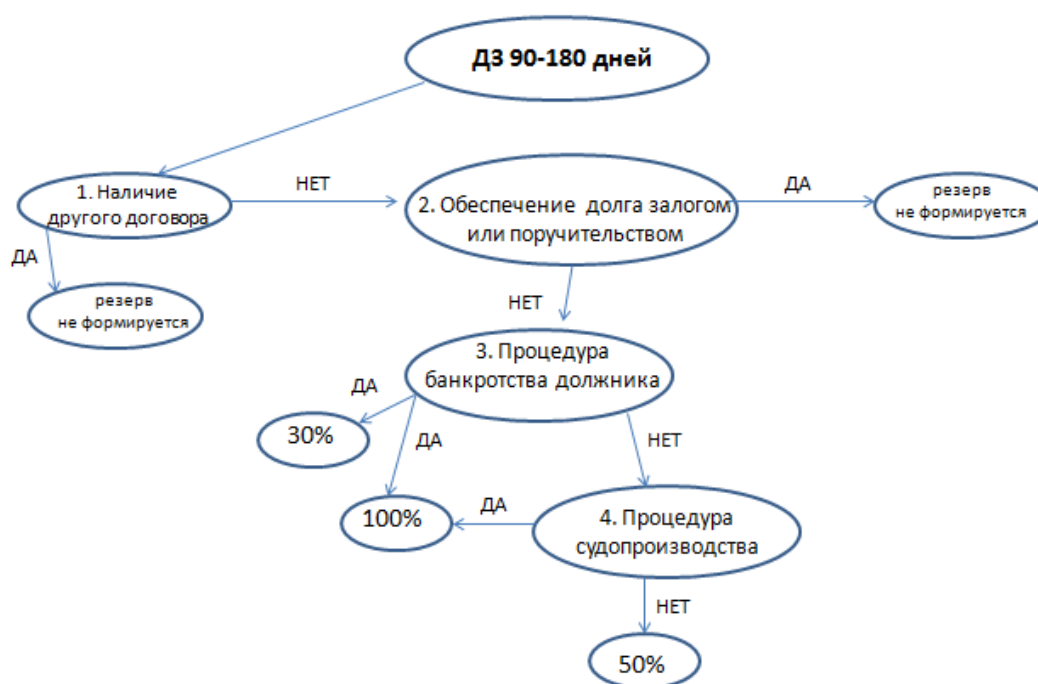 ДЗ 90-180 дней
1. Наличие
другого договора
НЕТ
2. Обеспечение долга залогом
или поручительством
ДА
резерв
не формируется
ДА
резерв
не формируется
НЕТ
3. Процедура
банкротства должника
ДА
30%
ДА
НЕТ
100%
ДА
4. Процедура
судопроизводства
НЕТ
50%